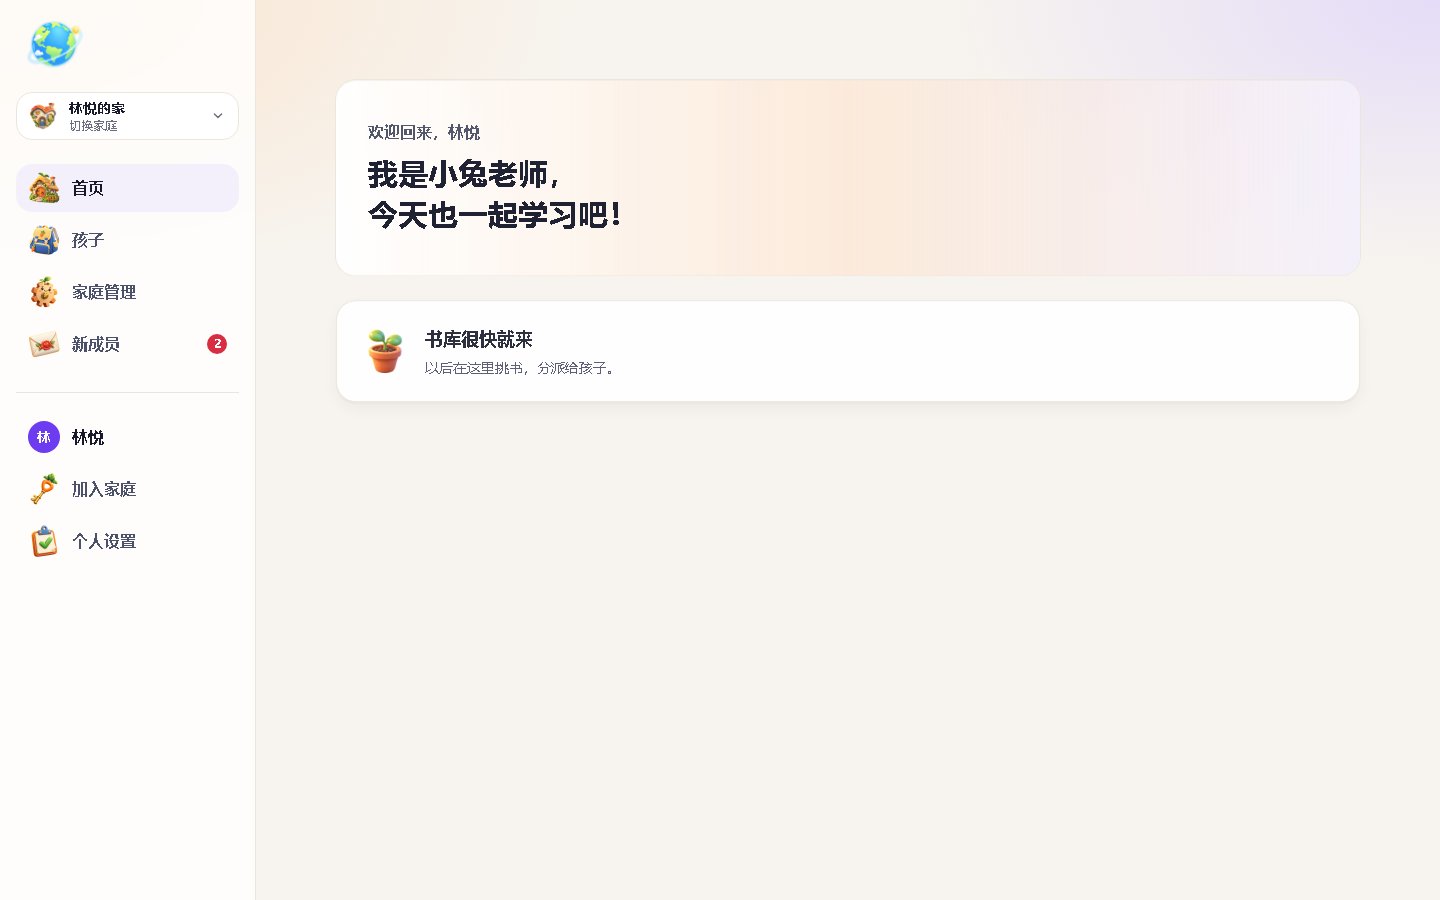 林悦的家
切换家庭
首页
孩子
家庭管理
新成员
2
林
林悦
加入家庭
个人设置
欢迎回来，林悦
我是小兔老师，
今天也一起学习吧！
书库很快就来
以后在这里挑书，分派给孩子。